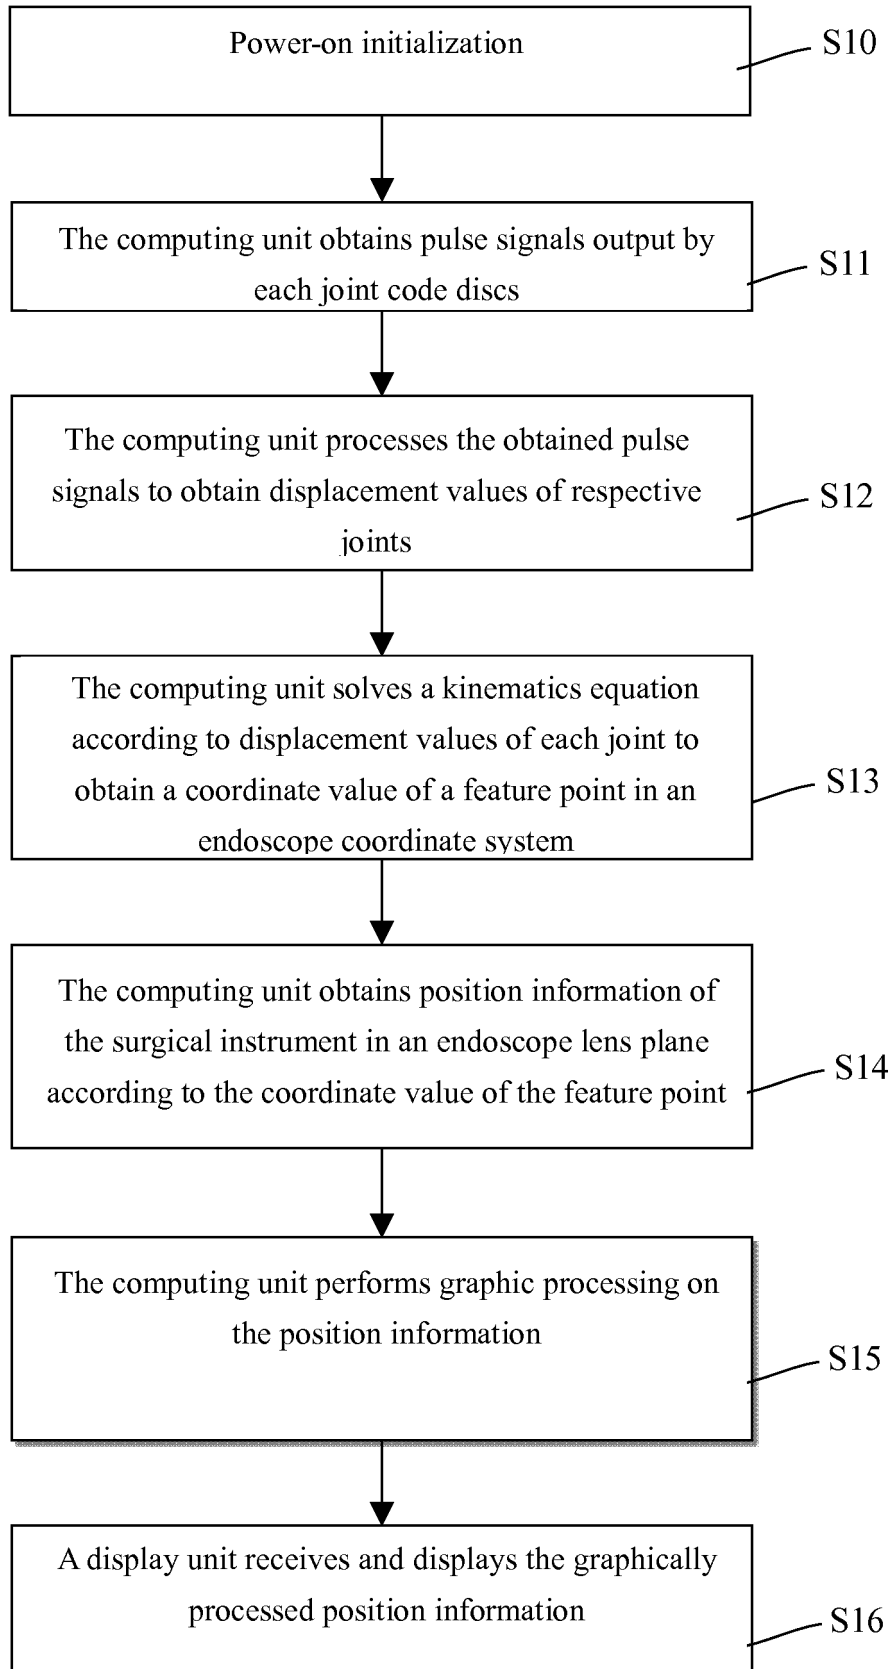 Power-on initialization
S10
The computing unit obtains pulse signals output by
each joint code discs
S11
The computing unit processes the obtained pulse
signals to obtain displacement values of respective
joints
S12
The computing unit solves a kinematics equation
according to displacement values of each joint to
obtain a coordinate value of a feature point in an
endoscope coordinate system
S13
The computing unit obtains position information of
the surgical instrument in an endoscope lens plane
according to the coordinate value of the feature point
S14
The computing unit performs graphic processing on
the position information
S15
A display unit receives and displays the graphically
processed position information
S16